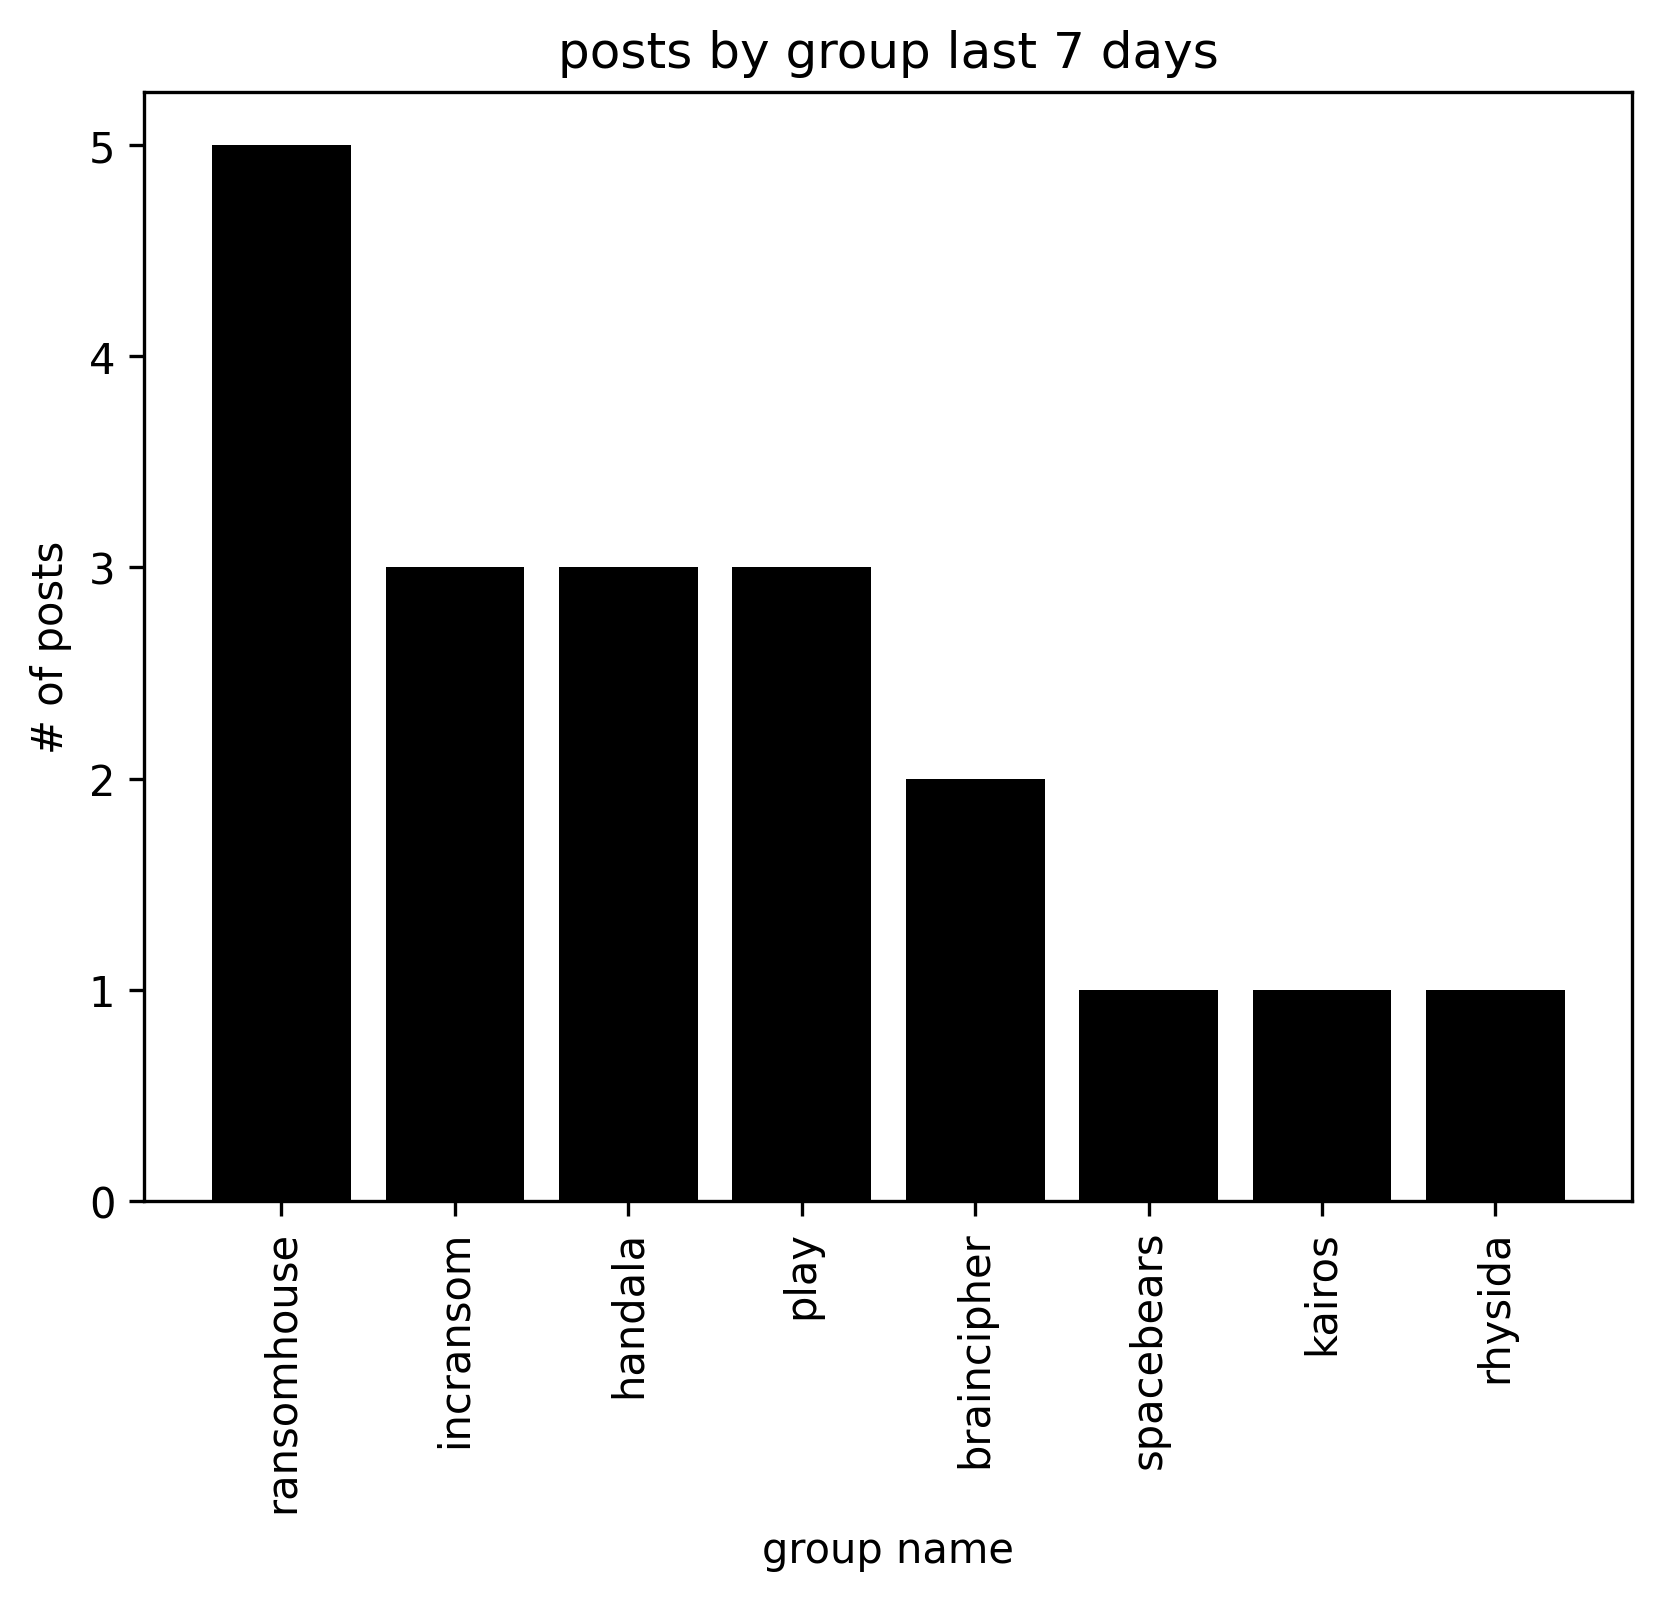 posts by group last 7 days
# of posts
5
4
3
2
1
0
ransomhouse
incransom
handala
play
braincipher
spacebears
kairos
rhysida
group name